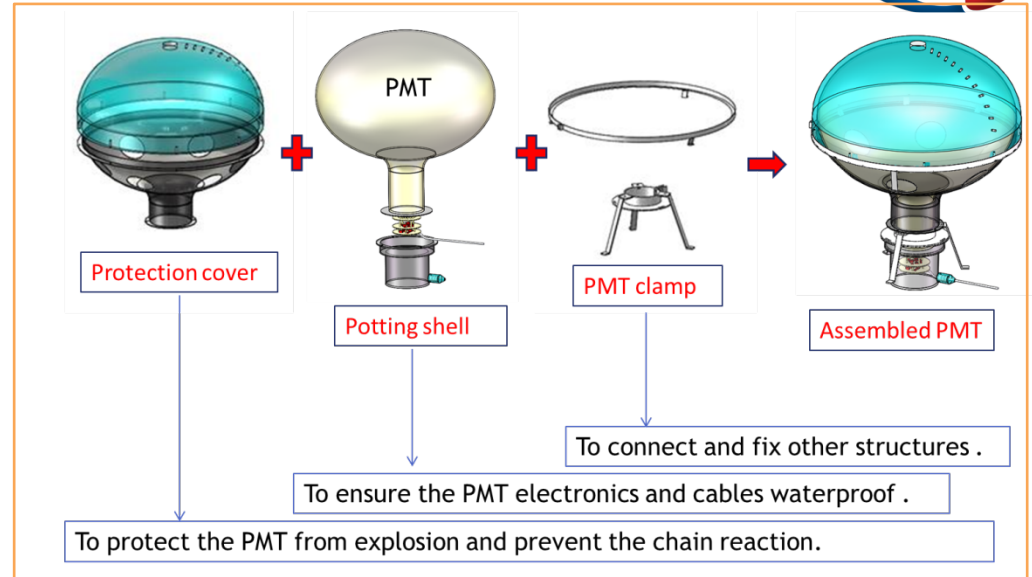 PMT
Protection cover
Potting shell
PMT clamp
Assembled PMT
To connect and fix other structures .
To ensure the PMT electronics and cables waterproof .
To protect the PMT from explosion and prevent the chain reaction.